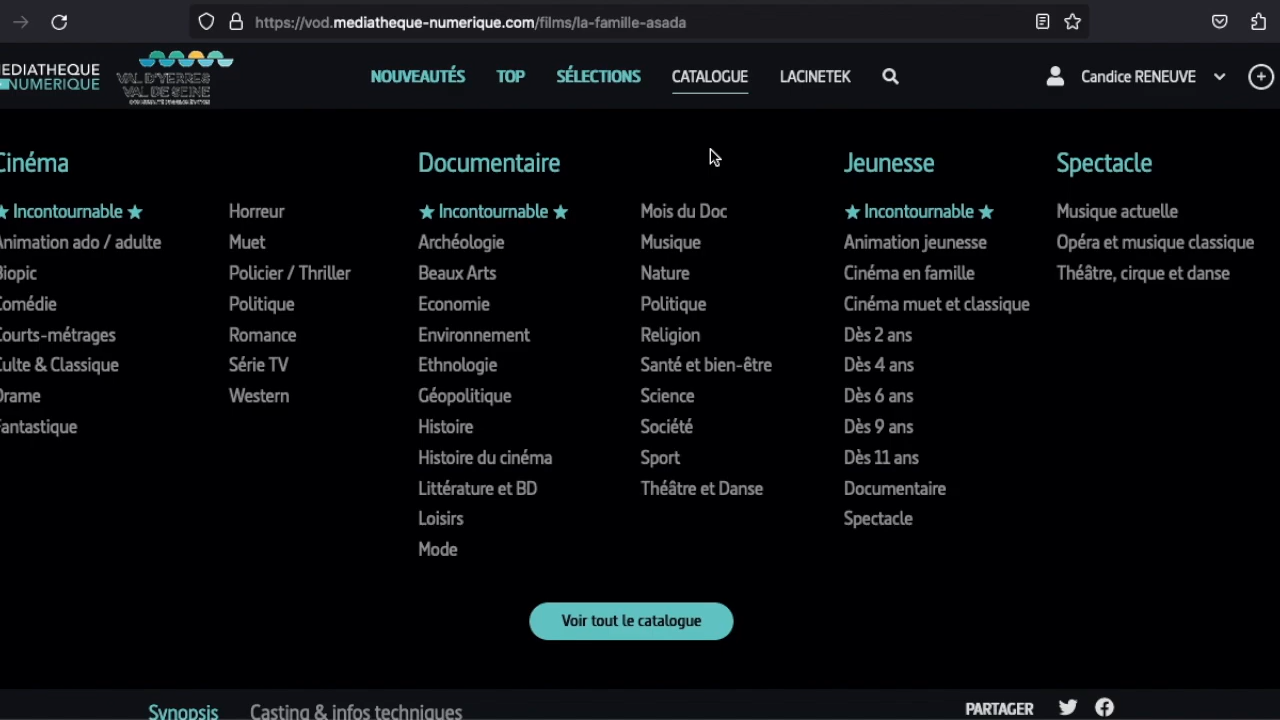 https://vod.mediatheque-numerique.com/films/la-famille-asada
MEDIATHEQUE
NUMERIQUE
VAL D'YERRES
VAL DE SEINE
NOUVEAUTÉS
TOP
SÉLECTIONS
CATALOGUE
LACINETEK
Candice RENEUVE
Cinéma
★ Incontournable ★
Animation ado / adulte
Biopic
Comédie
Courts-métrages
Culte & Classique
Drame
Fantastique
Horreur
Muet
Policier / Thriller
Politique
Romance
Série TV
Western
Documentaire
★ Incontournable ★
Archéologie
Beaux Arts
Economie
Environnement
Ethnologie
Géopolitique
Histoire
Histoire du cinéma
Littérature et BD
Loisirs
Mode
Mois du Doc
Musique
Nature
Politique
Religion
Santé et bien-être
Science
Société
Sport
Théâtre et Danse
Jeunesse
★ Incontournable ★
Animation jeunesse
Cinéma en famille
Cinéma muet et classique
Dès 2 ans
Dès 4 ans
Dès 6 ans
Dès 9 ans
Dès 11 ans
Documentaire
Spectacle
Spectacle
Musique actuelle
Opéra et musique classique
Théâtre, cirque et danse
Voir tout le catalogue
Synopsis
Casting & infos techniques
PARTAGER